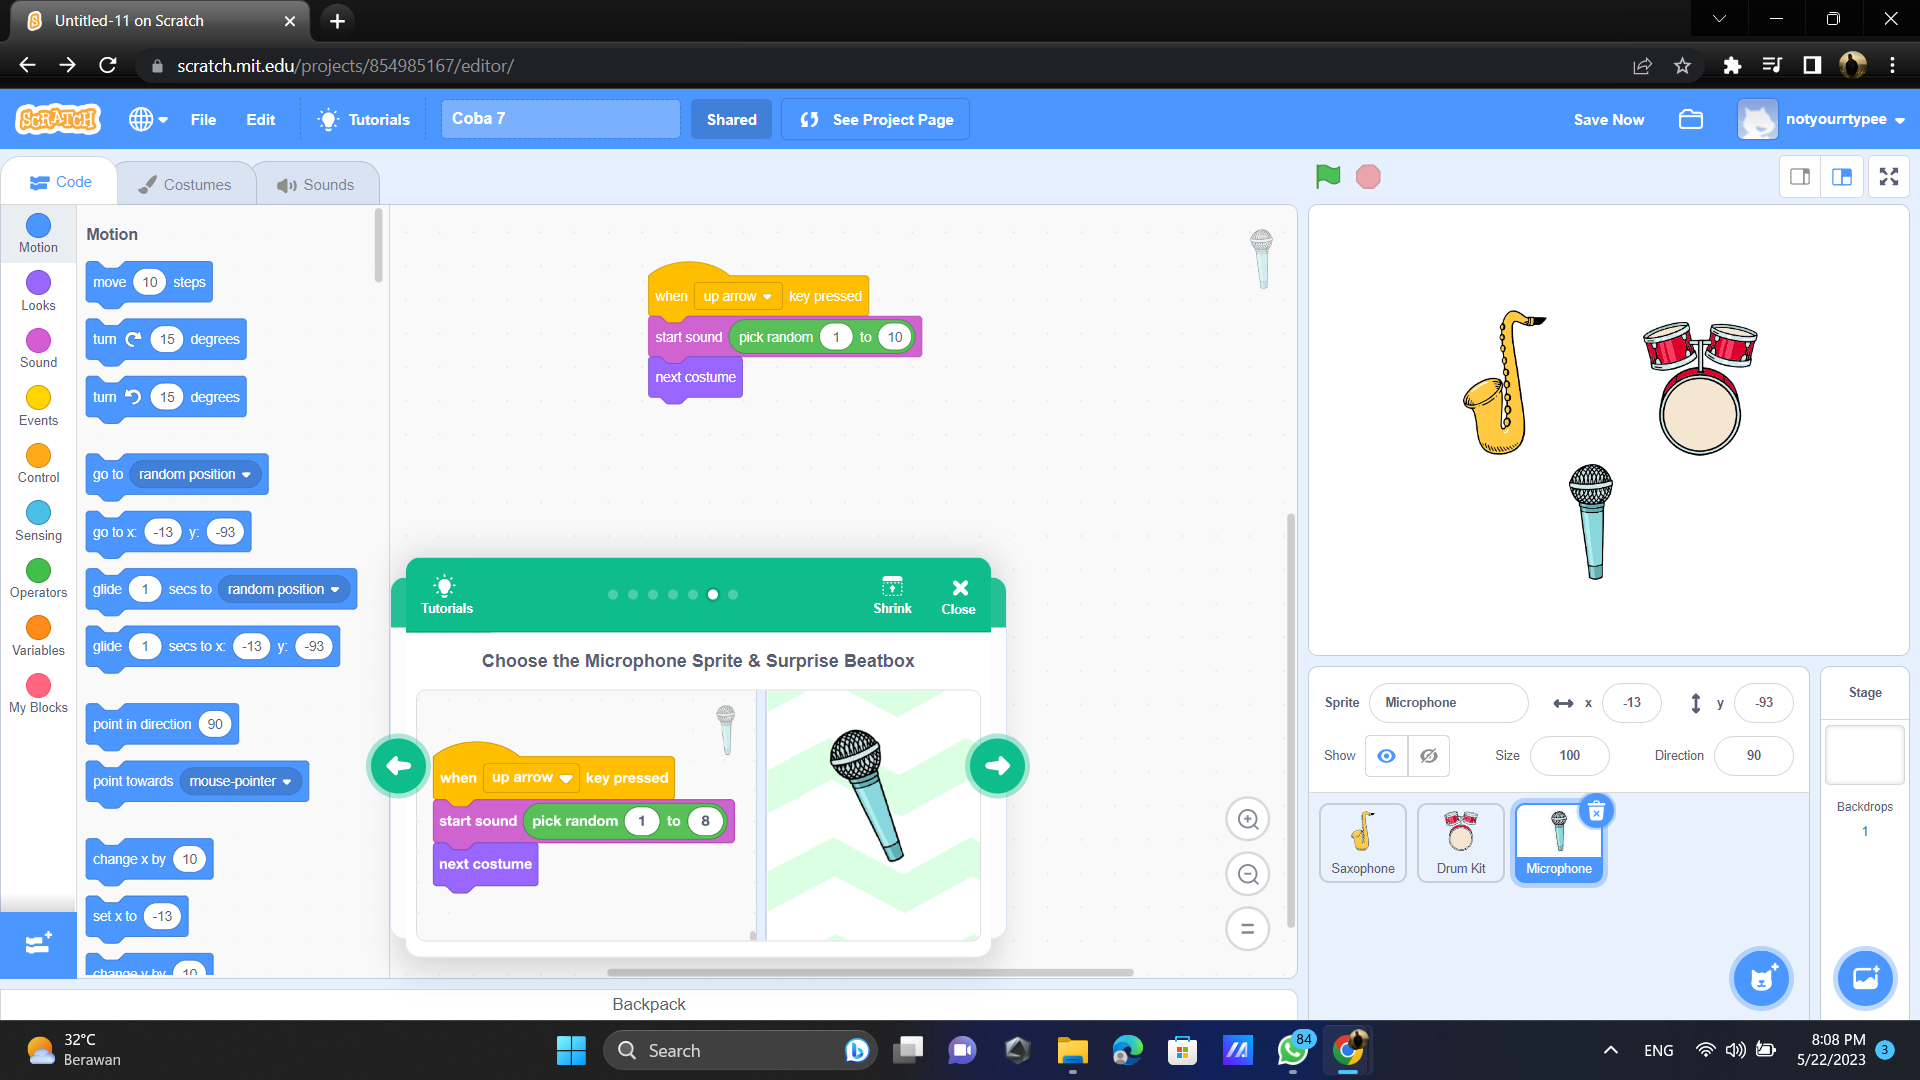 Untitled-11 on Scratch
scratch.mit.edu/projects/854985167/editor/
SCRATCH
File
Edit
Tutorials
Coba 7
Shared
See Project Page
Save Now
notyourrtypee
Code
Costumes
Sounds
Motion
Looks
Sound
Events
Control
Sensing
Operators
Variables
My Blocks
Motion
move 10 steps
turn 15 degrees
turn 15 degrees
go to random position
go to x: -13 y: -93
glide 1 secs to random position
glide 1 secs to x: -13 y: -93
point in direction 90
point towards mouse-pointer
change x by 10
set x to -13
change y by 10
when up arrow key pressed
start sound pick random 1 to 10
next costume
Tutorials
Shrink
Close
Choose the Microphone Sprite & Surprise Beatbox
when up arrow key pressed
start sound pick random 1 to 8
next costume
Backpack
Sprite Microphone x -13 y -93
Show Size 100 Direction 90
Saxophone
Drum Kit
Microphone
Stage
Backdrops
1
32°C
Berawan
Search
84
ENG
8:08 PM
5/22/2023
3